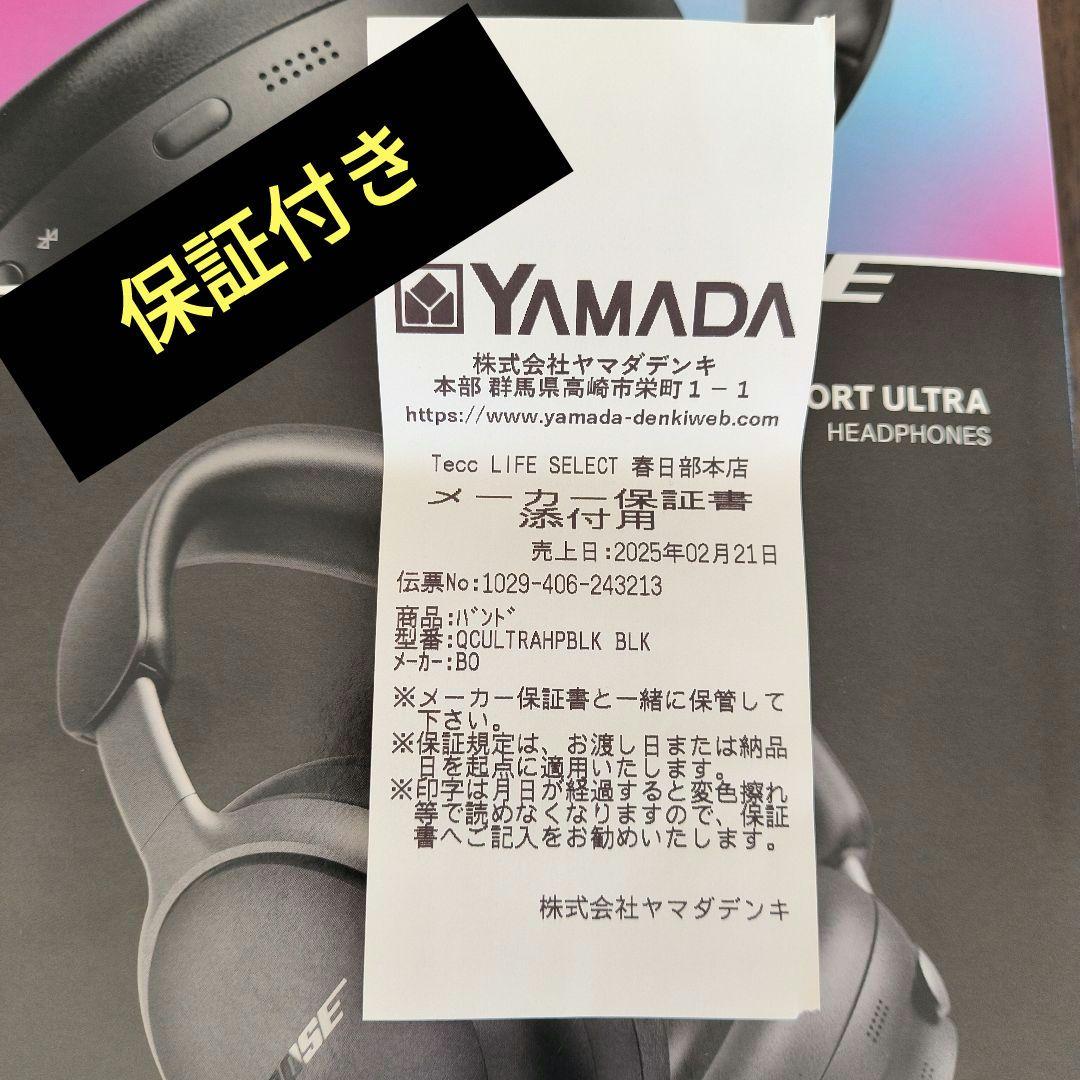 保証付き
YAMADA
株式会社ヤマダデンキ
本部 群馬県高崎市栄町1-1
https://www.yamada-denkiweb.com
Tecc LIFE SELECT 春日部本店
メーカー保証書
添付用
売上日:2025年02月21日
伝票No:1029-406-243213
商品:ﾊﾞﾝﾄﾞ
型番:QCULTRAHPBLK BLK
ﾒｰｶｰ:BO
※メーカー保証書と一緒に保管して
下さい。
※保証規定は、お渡し日または納品
日を起点に適用いたします。
※印字は月日が経過すると変色擦れ
等で読めなくなりますので、保証
書へご記入をお勧めいたします。
株式会社ヤマダデンキ
E
ORT ULTRA
HEADPHONES
BOSE